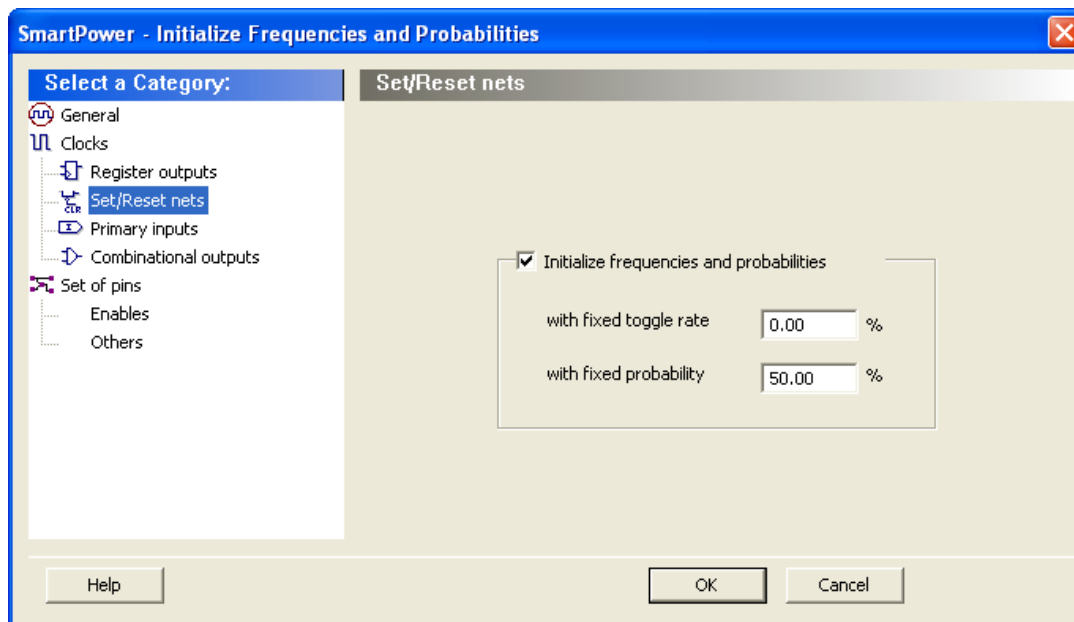 SmartPower - Initialize Frequencies and Probabilities
Select a Category:
General
Clocks
Register outputs
CLR
Set/Reset nets
Primary inputs
Combinational outputs
Set of pins
Enables
Others
Set/Reset nets
Initialize frequencies and probabilities
with fixed toggle rate 0.00 %
with fixed probability 50.00 %
Help
OK
Cancel